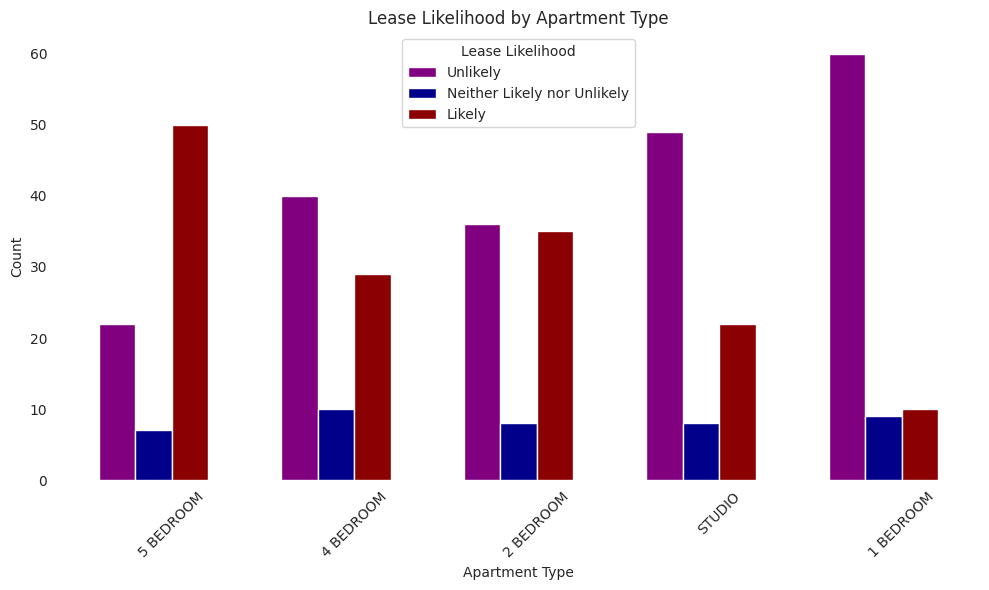 Lease Likelihood by Apartment Type
Lease Likelihood
Unlikely
Neither Likely nor Unlikely
Likely
Count
60
50
40
30
20
10
0
5 BEDROOM
4 BEDROOM
2 BEDROOM
STUDIO
1 BEDROOM
Apartment Type